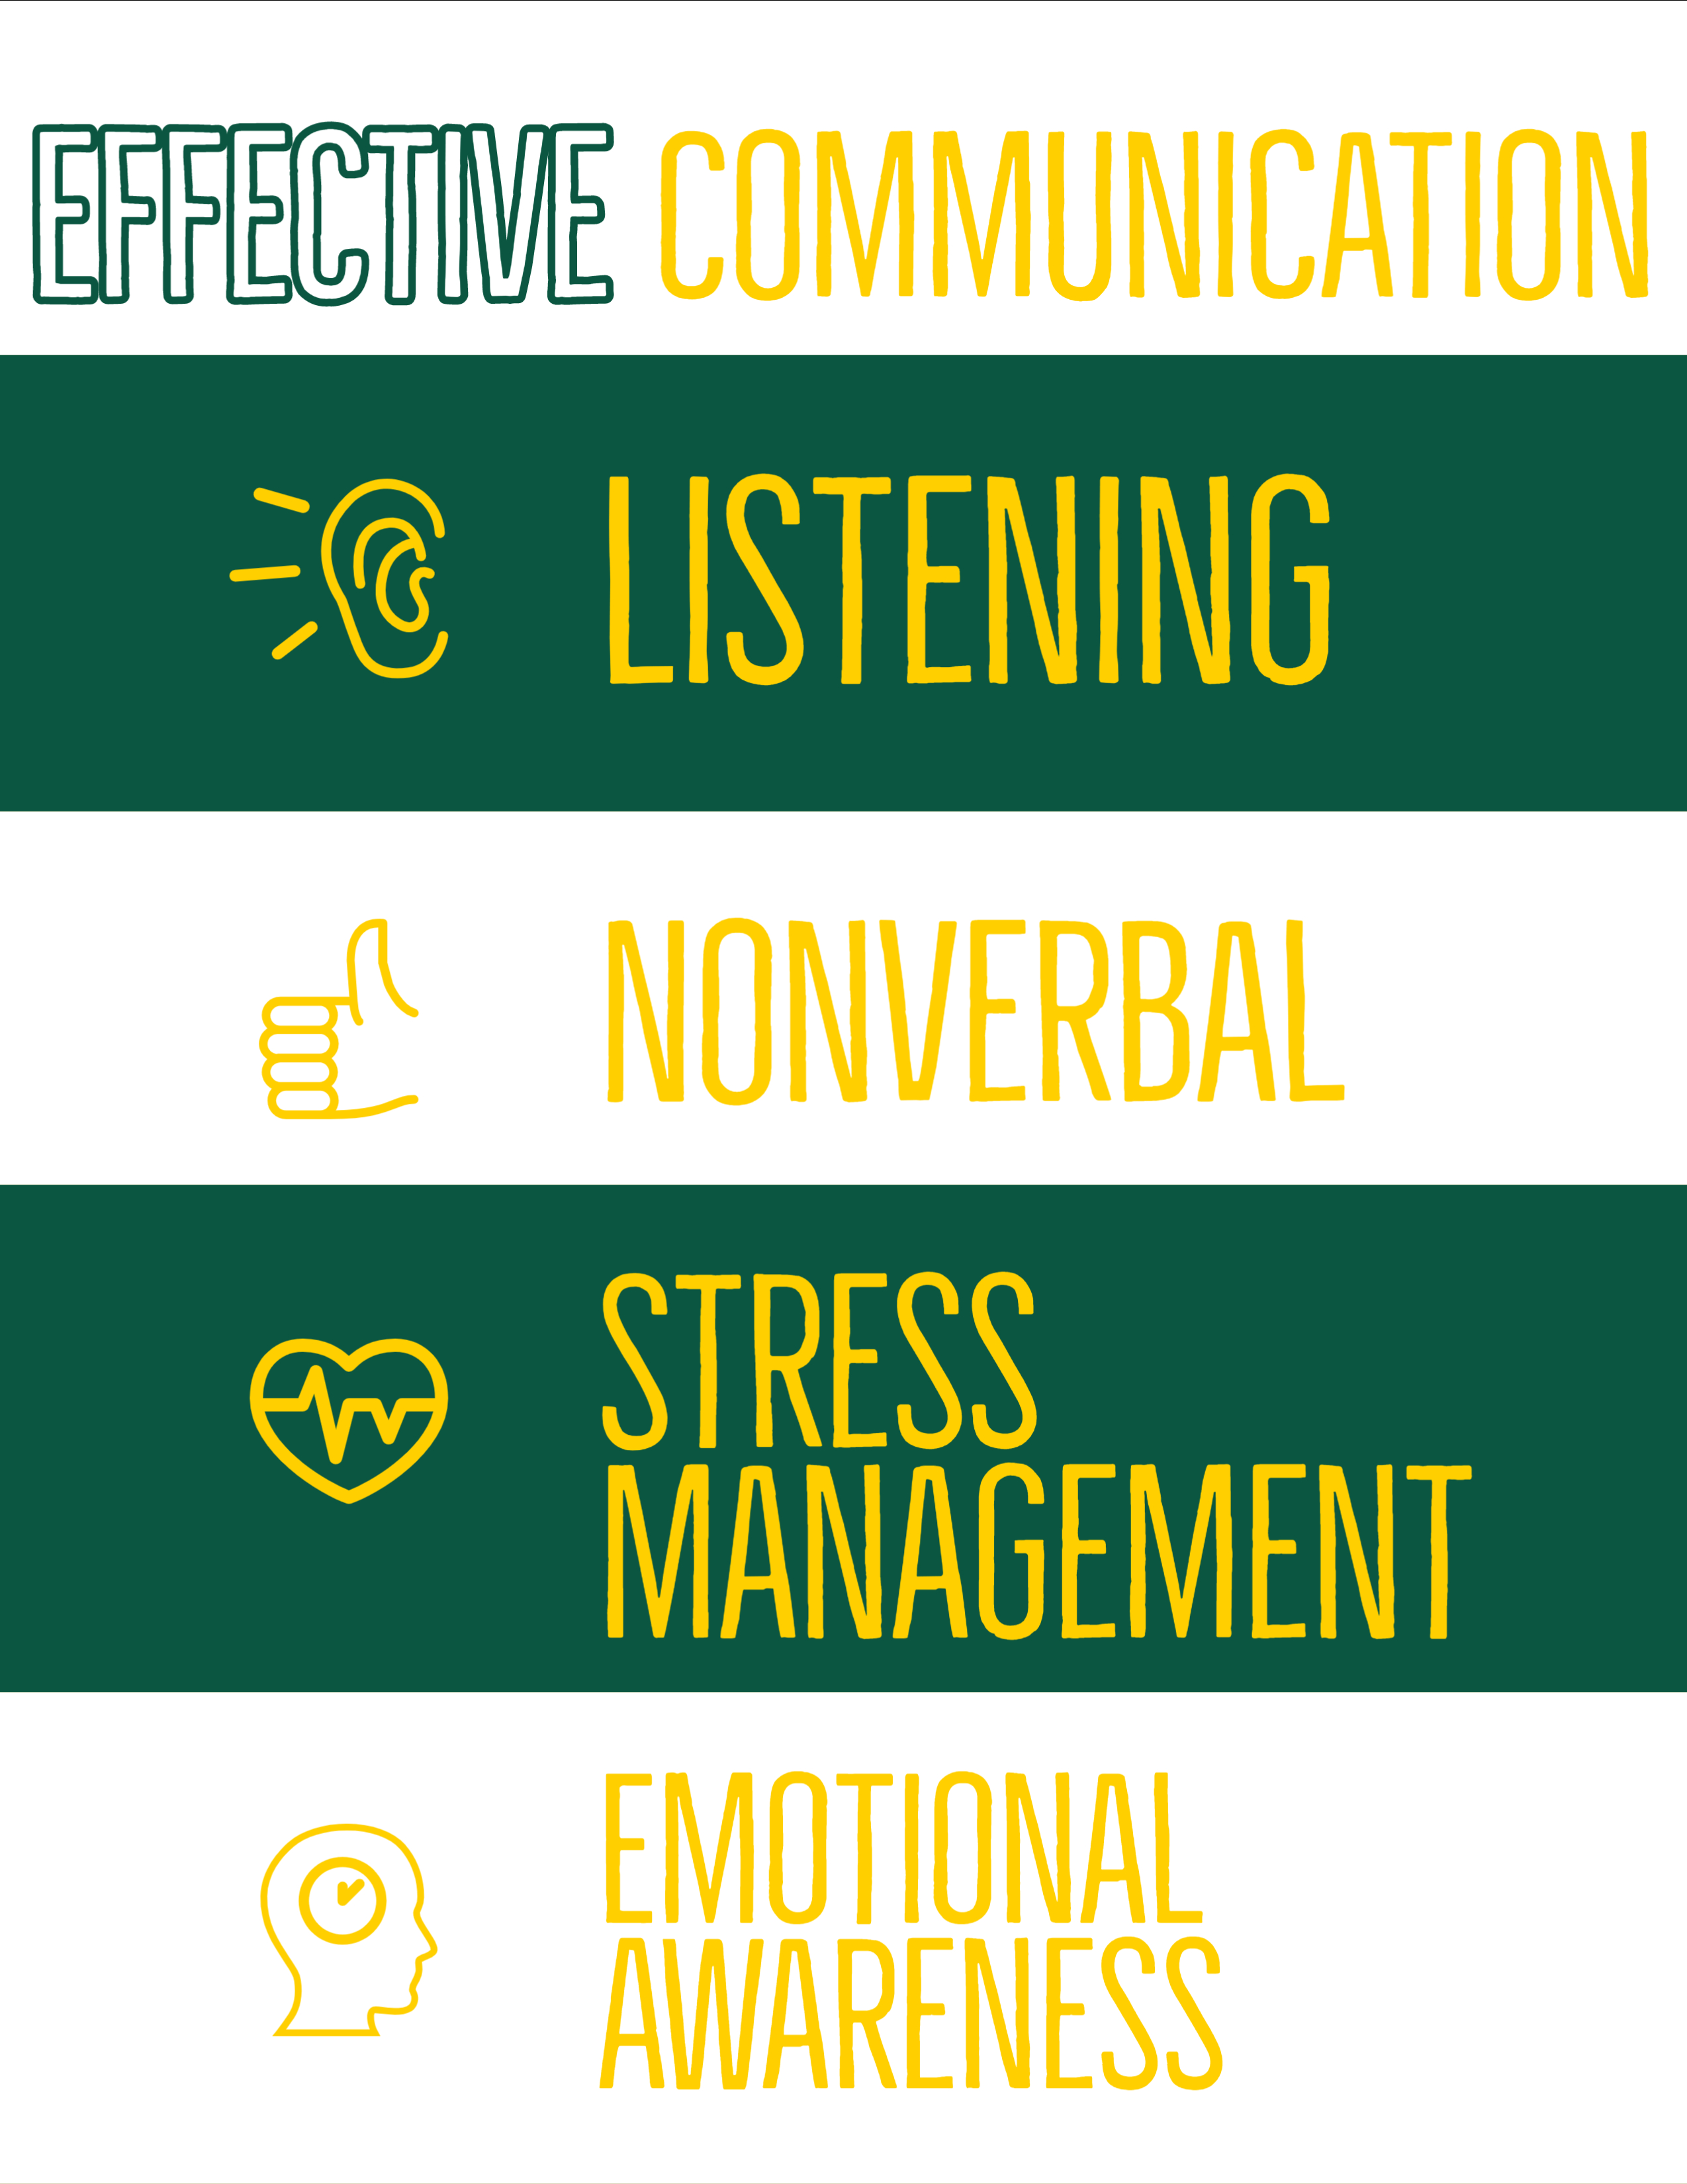 EFFECTIVE COMMUNICATION
LISTENING
NONVERBAL
STRESS
MANAGEMENT
EMOTIONAL
AWARENESS